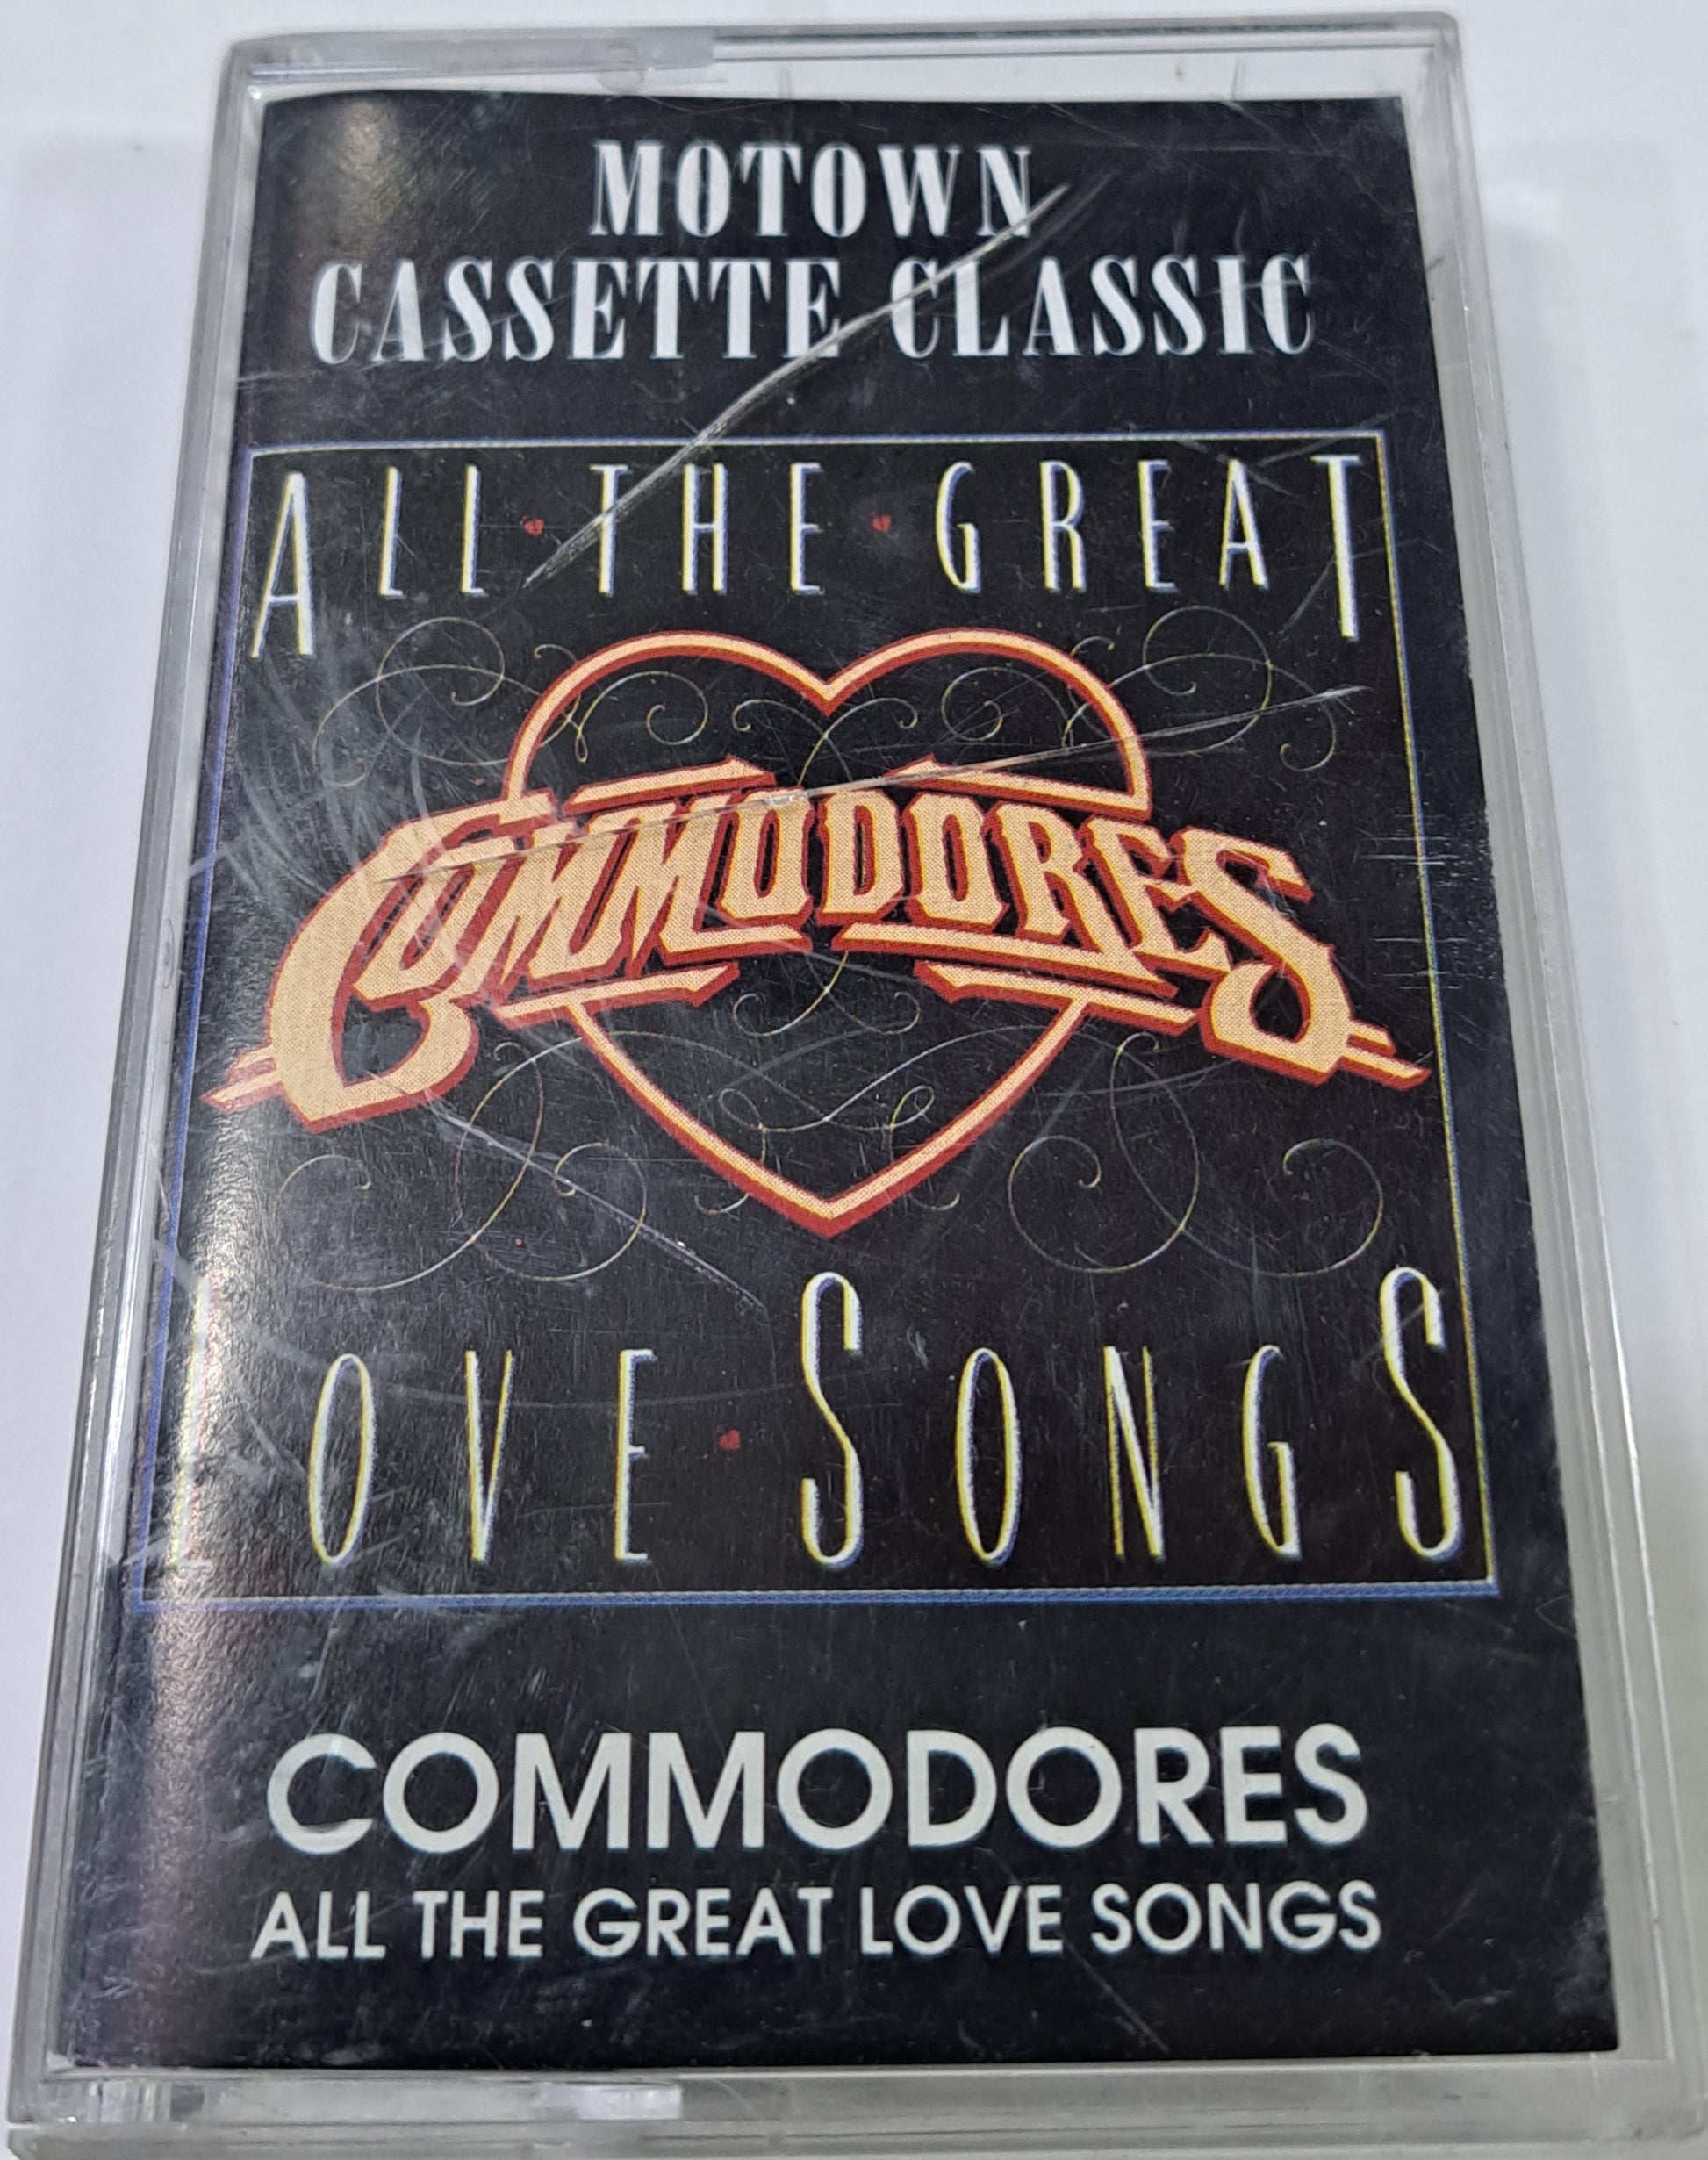 MOTOWN
CASSETTE CLASSIC
ALL THE GREAT
COMMODORES
LOVE SONGS
COMMODORES
ALL THE GREAT LOVE SONGS